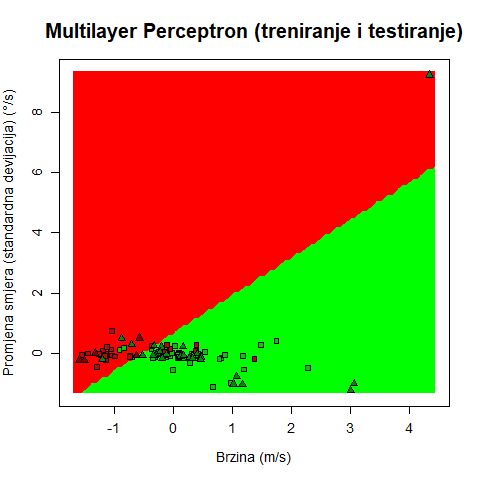 Multilayer Perceptron (treniranje i testiranje)
Promjena smjera (standardna devijacija) (°/s)
8
6
4
2
0
-1 0 1 2 3 4
Brzina (m/s)